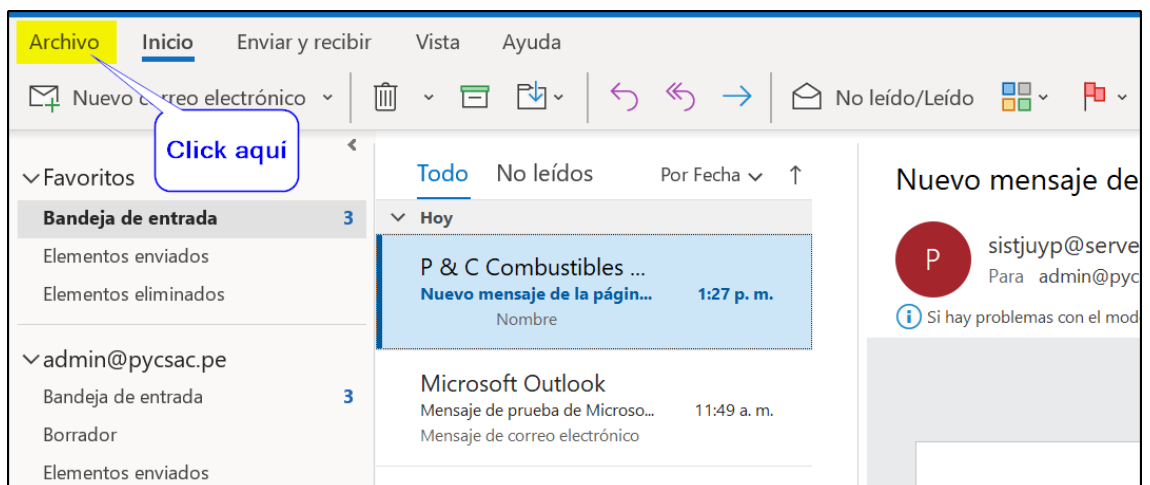 Archivo Inicio Enviar y recibir Vista Ayuda
Nuevo correo electrónico No leído/Leído
Click aquí
Favoritos
Bandeja de entrada 3
Elementos enviados
Elementos eliminados
admin@pycsac.pe
Bandeja de entrada 3
Borrador
Elementos enviados
Todo No leídos Por Fecha
Hoy
P & C Combustibles ...
Nuevo mensaje de la págin... 1:27 p. m.
Nombre
Microsoft Outlook
Mensaje de prueba de Microso... 11:49 a. m.
Mensaje de correo electrónico
Nuevo mensaje de
P
sistjuyp@serve
Para admin@pyc
Si hay problemas con el mod